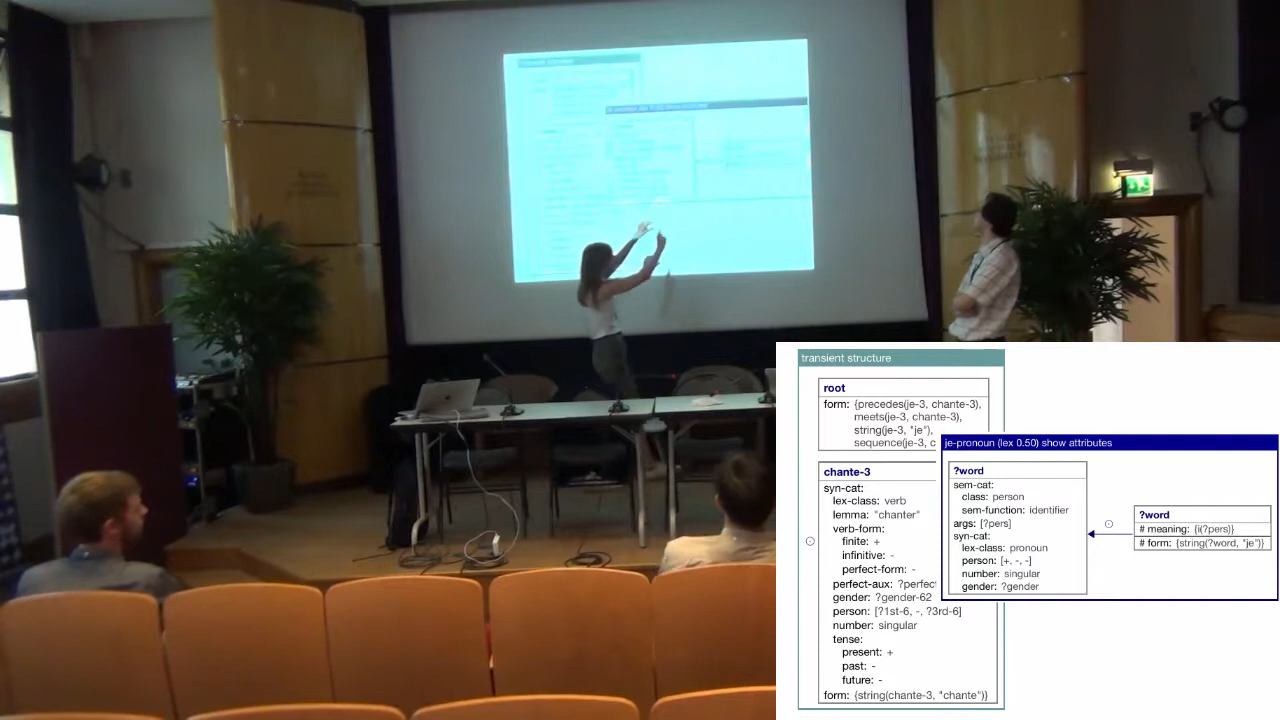 transient structure
root
form: {precedes(je-3, chante-3),
meets(je-3, chante-3),
string(je-3, "je"),
sequence(je-3, c
chante-3
syn-cat:
lex-class: verb
lemma: "chanter"
verb-form:
finite: +
infinitive: -
perfect-form: -
perfect-aux: ?perfect
gender: ?gender-62
person: [?1st-6, -, ?3rd-6]
number: singular
tense:
present: +
past: -
future: -
form: {string(chante-3, "chante")}
je-pronoun (lex 0.50) show attributes
?word
sem-cat:
class: person
sem-function: identifier
args: [?pers]
syn-cat:
lex-class: pronoun
person: [+, -, -]
number: singular
gender: ?gender
?word
# meaning: {i(?pers)}
# form: {string(?word, "je")}